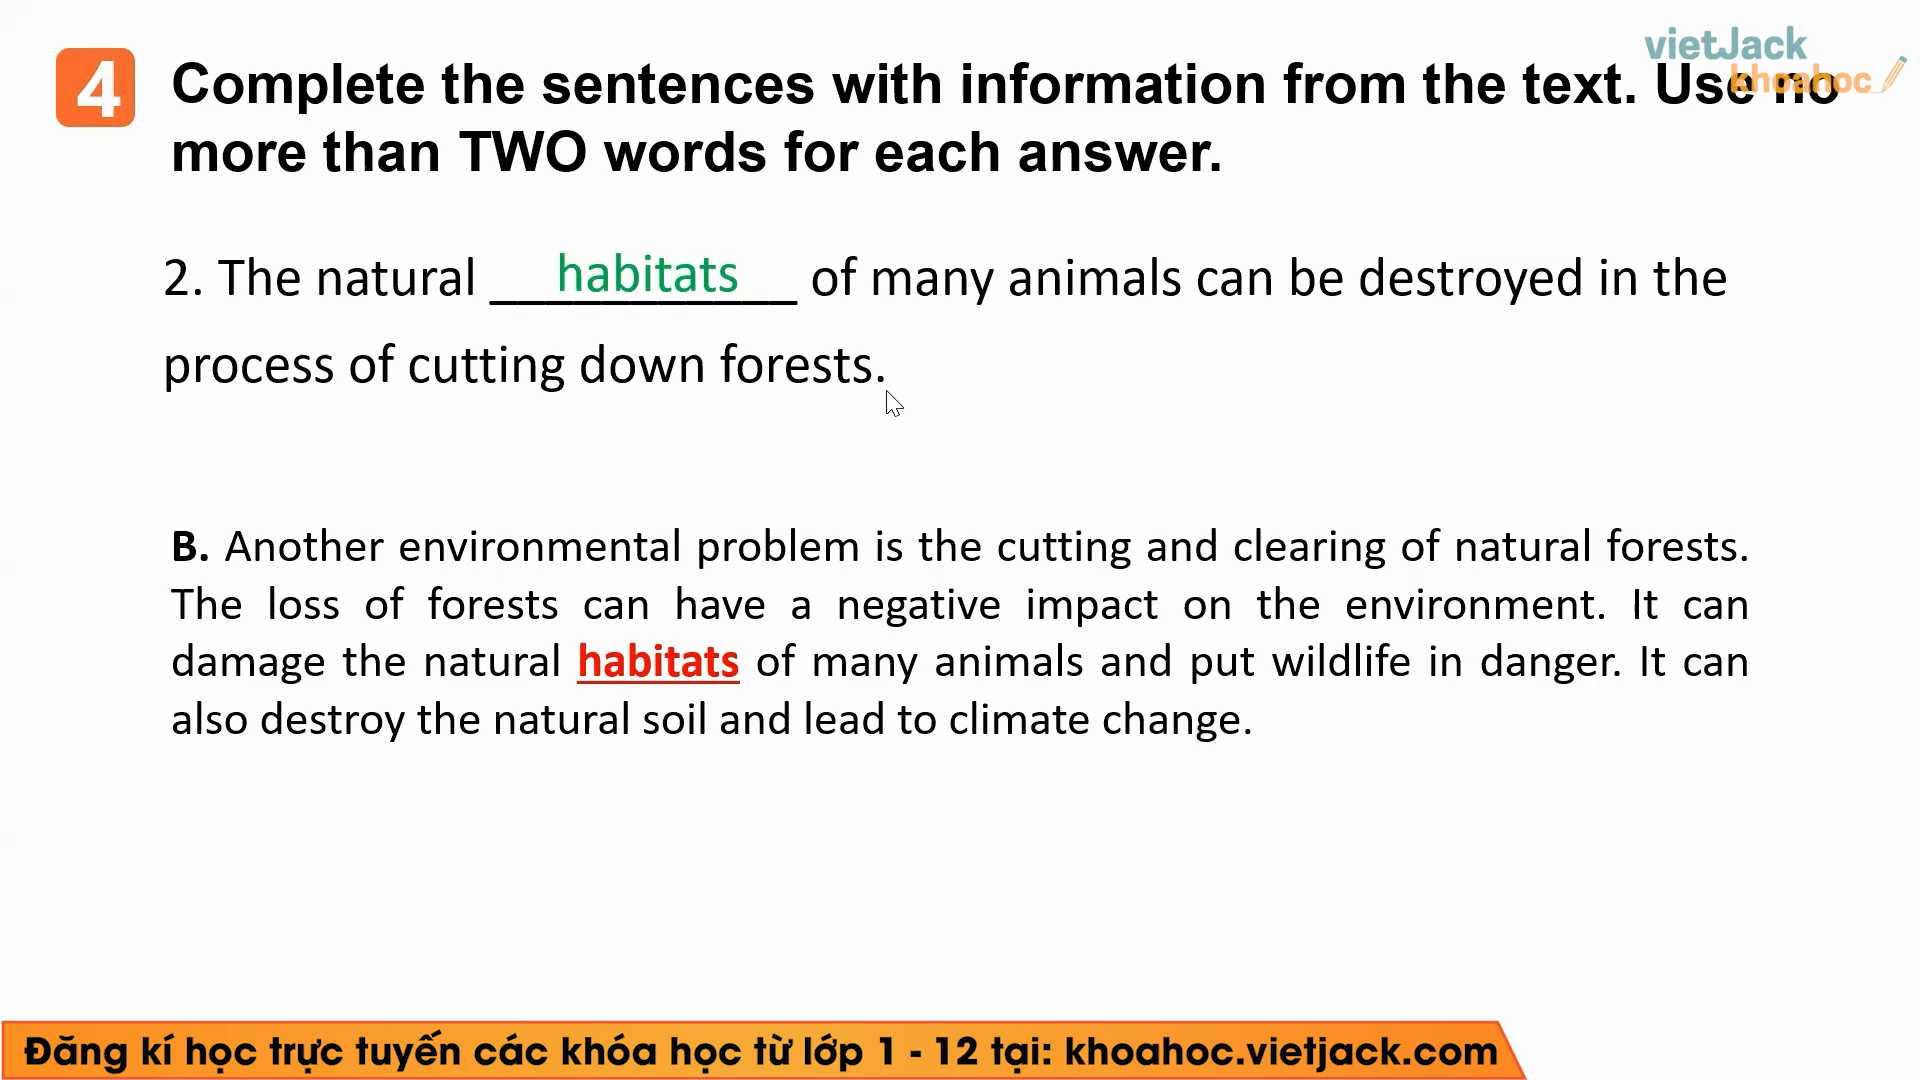 vietJack
khoahoc
4
Complete the sentences with information from the text. Use no
more than TWO words for each answer.
2. The natural ____________ of many animals can be destroyed in the
habitats
process of cutting down forests.
B. Another environmental problem is the cutting and clearing of natural forests.
The loss of forests can have a negative impact on the environment. It can
damage the natural habitats of many animals and put wildlife in danger. It can
also destroy the natural soil and lead to climate change.
Đăng kí học trực tuyến các khóa học từ lớp 1 - 12 tại: khoahoc.vietjack.com